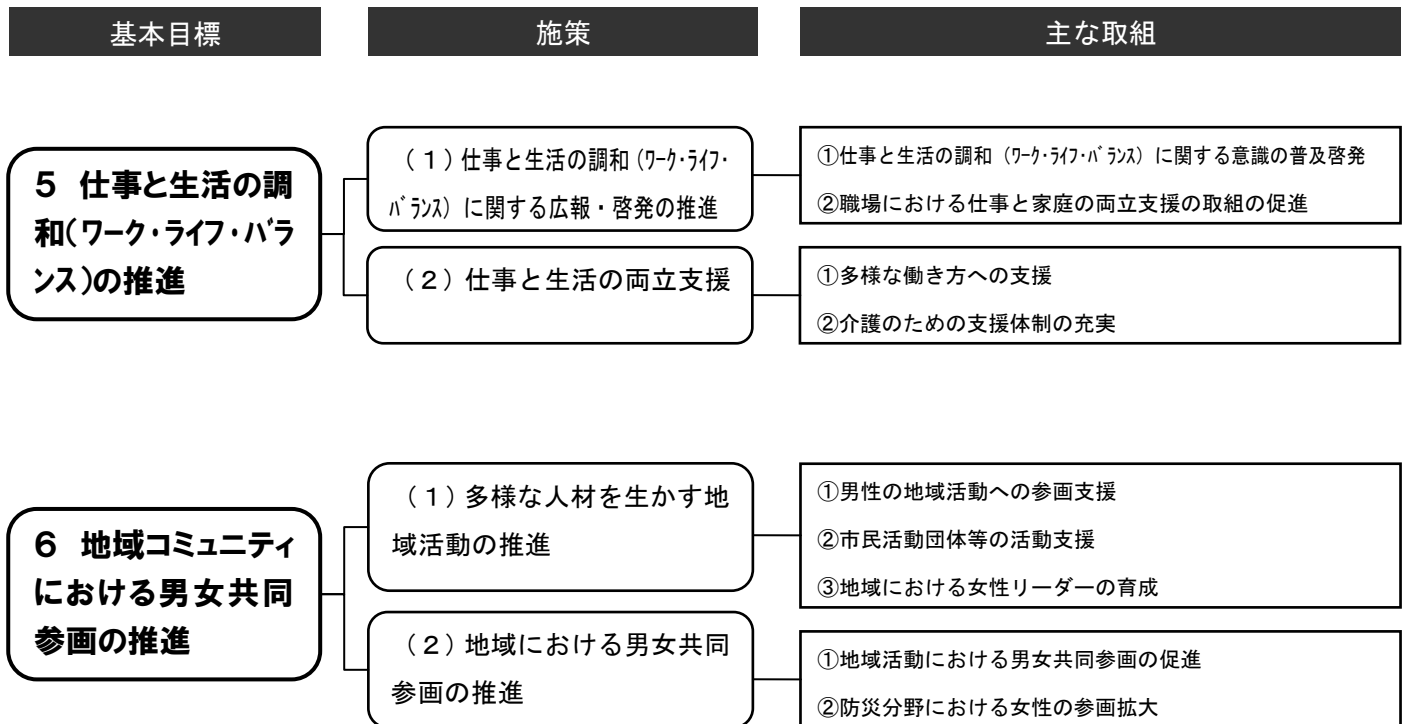 基本目標
施策
主な取組
5 仕事と生活の調
和(ワーク・ライフ・バラ
ンス)の推進
(1)仕事と生活の調和(ﾜｰｸ･ﾗｲﾌ･
ﾊﾞﾗﾝｽ)に関する広報・啓発の推進
①仕事と生活の調和(ﾜｰｸ･ﾗｲﾌ･ﾊﾞﾗﾝｽ)に関する意識の普及啓発
②職場における仕事と家庭の両立支援の取組の促進
(2)仕事と生活の両立支援
①多様な働き方への支援
②介護のための支援体制の充実
6 地域コミュニティ
における男女共同
参画の推進
(1)多様な人材を生かす地
域活動の推進
①男性の地域活動への参画支援
②市民活動団体等の活動支援
③地域における女性リーダーの育成
(2)地域における男女共同
参画の推進
①地域活動における男女共同参画の促進
②防災分野における女性の参画拡大